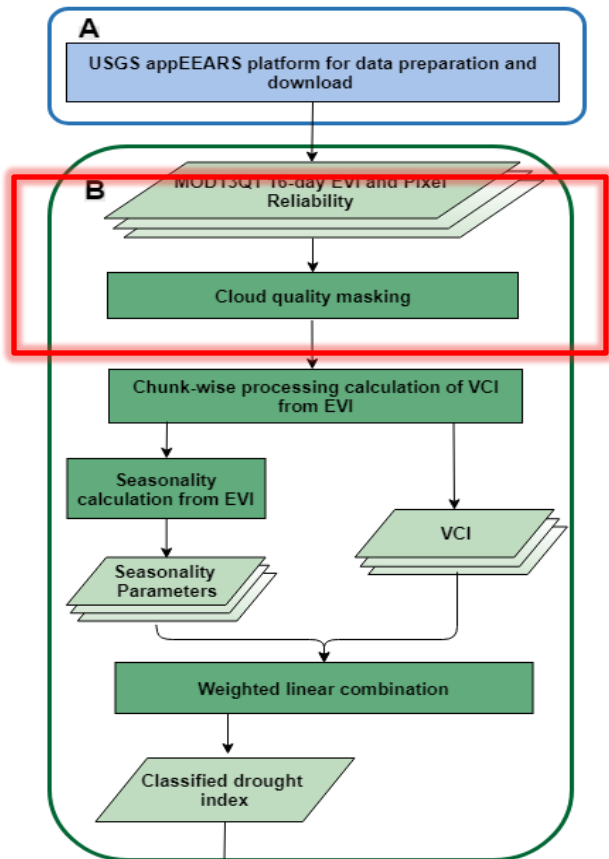 A
USGS appEEARS platform for data preparation and
download
B
MOD13Q1 16-day EVI and Pixel
Reliability
Cloud quality masking
Chunk-wise processing calculation of VCI
from EVI
Seasonality
calculation from EVI
VCI
Seasonality
Parameters
Weighted linear combination
Classified drought
index